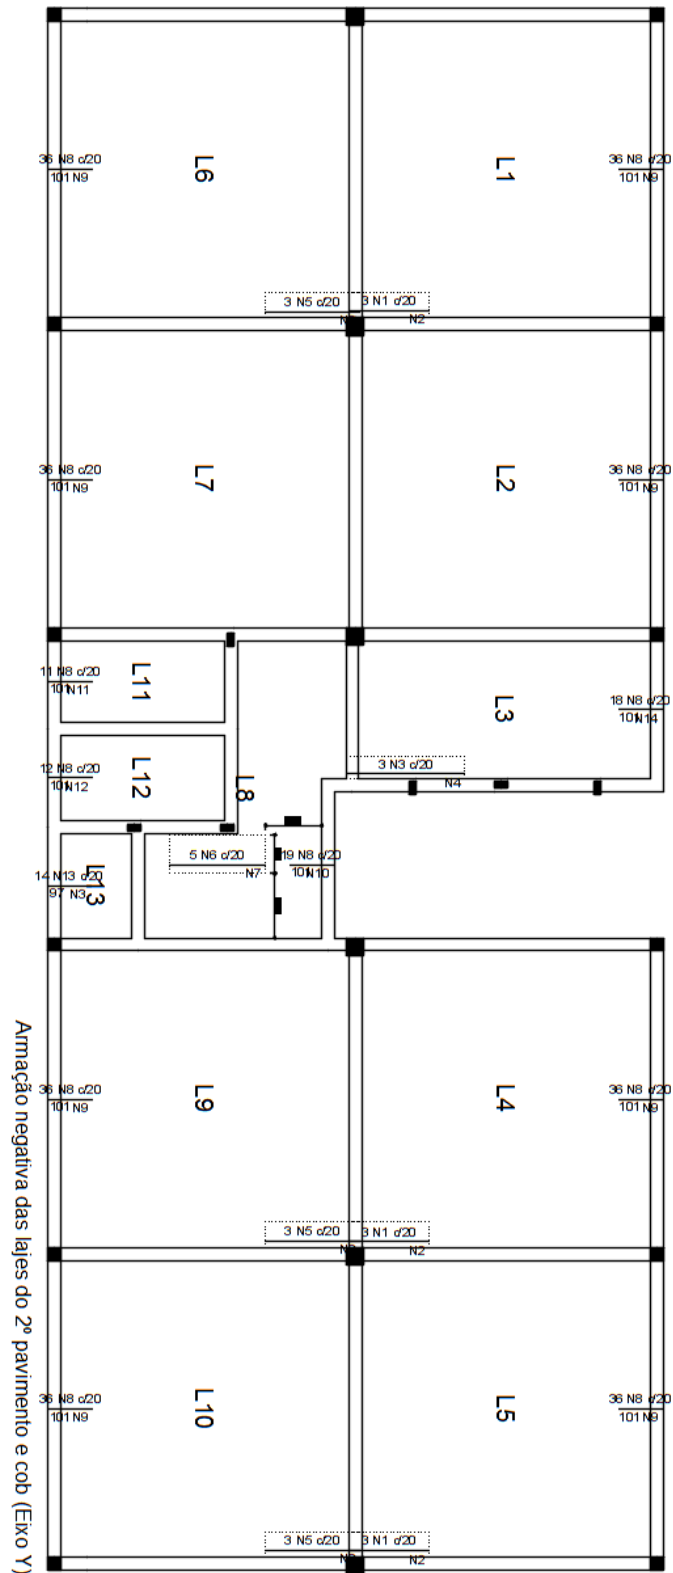 36 N8 c/20
101 N9
L6
L1
36 N8 c/20
101 N9
3 N5 c/20
3 N1 c/20
N2
36 N8 c/20
101 N9
L7
L2
36 N8 c/20
101 N9
11 N8 c/20
101 N11
L11
L3
18 N8 c/20
101 N14
12 N8 c/20
101 N12
L12
L8
3 N3 c/20
N4
14 N13 c/20
97 N3
L13
5 N6 c/20
N7
19 N8 c/20
101 N10
36 N8 c/20
101 N9
L9
L4
36 N8 c/20
101 N9
3 N5 c/20
3 N1 c/20
N2
36 N8 c/20
101 N9
L10
L5
36 N8 c/20
101 N9
3 N5 c/20
3 N1 c/20
N2
Armação negativa das lajes do 2º pavimento e cob (Eixo Y)